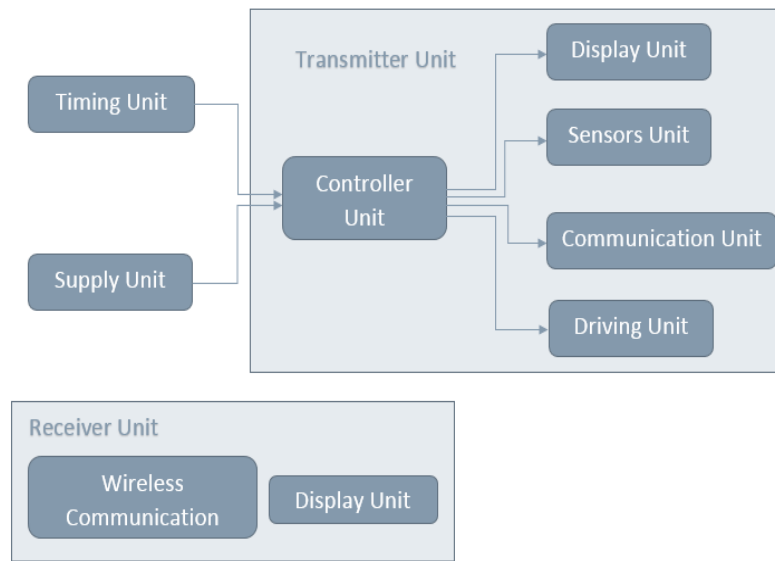 Transmitter Unit
Display Unit
Timing Unit
Sensors Unit
Controller
Unit
Communication Unit
Supply Unit
Driving Unit
Receiver Unit
Wireless
Communication
Display Unit